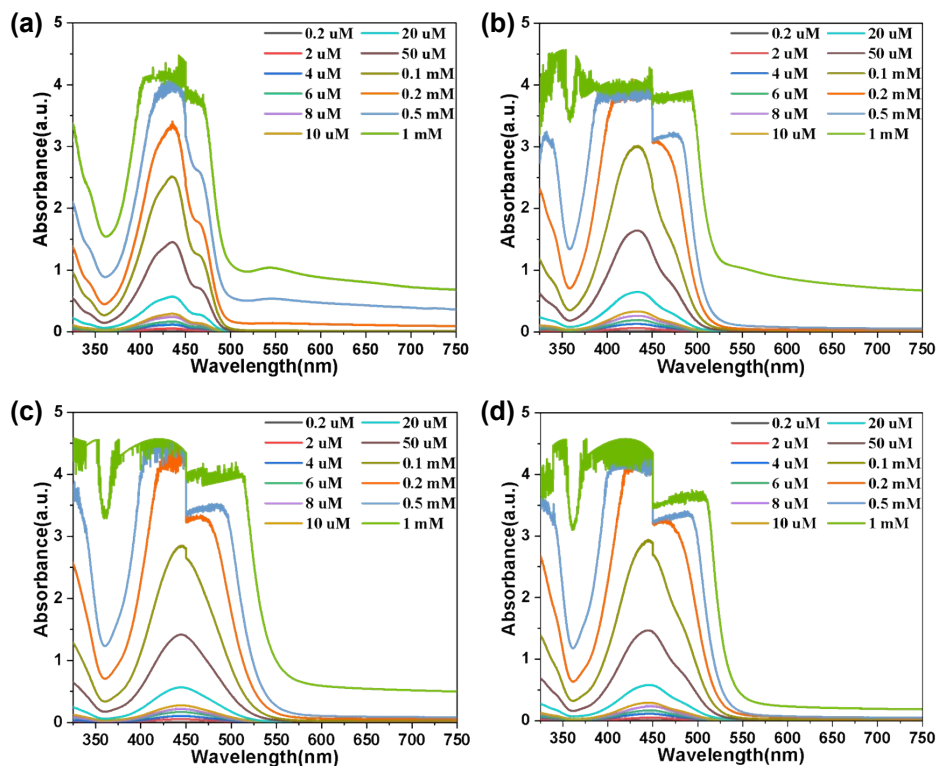 (a)
5
4
3
2
1
0
Absorbance(a.u.)
0.2 uM 20 uM
2 uM 50 uM
4 uM 0.1 mM
6 uM 0.2 mM
8 uM 0.5 mM
10 uM 1 mM
325 350 400 450 500 550 600 650 700 750
Wavelength(nm)
(b)
5
4
3
2
1
0
Absorbance(a.u.)
0.2 uM 20 uM
2 uM 50 uM
4 uM 0.1 mM
6 uM 0.2 mM
8 uM 0.5 mM
10 uM 1 mM
325 350 400 450 500 550 600 650 700 750
Wavelength(nm)
(c)
5
4
3
2
1
0
Absorbance(a.u.)
0.2 uM 20 uM
2 uM 50 uM
4 uM 0.1 mM
6 uM 0.2 mM
8 uM 0.5 mM
10 uM 1 mM
325 350 400 450 500 550 600 650 700 750
Wavelength(nm)
(d)
5
4
3
2
1
0
Absorbance(a.u.)
0.2 uM 20 uM
2 uM 50 uM
4 uM 0.1 mM
6 uM 0.2 mM
8 uM 0.5 mM
10 uM 1 mM
325 350 400 450 500 550 600 650 700 750
Wavelength(nm)